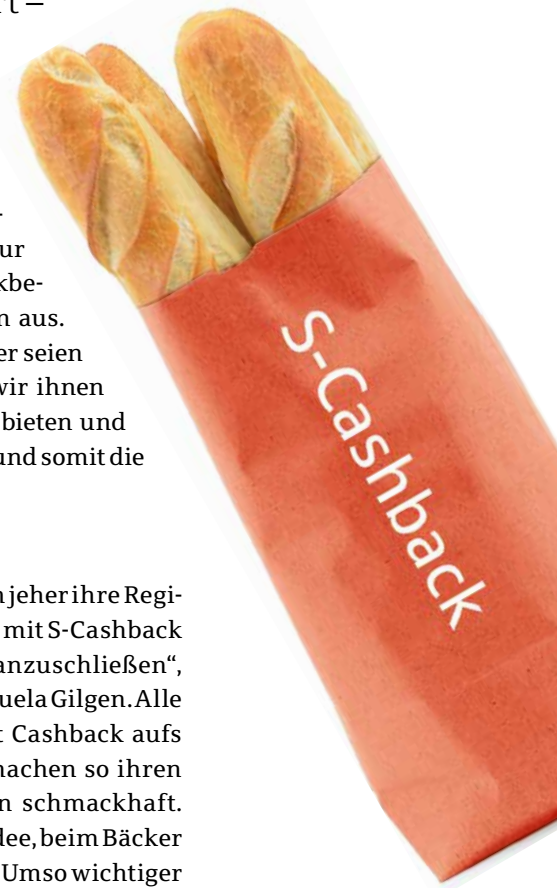 ur
kbe-
n aus.
er seien
wir ihnen
bieten und
und somit die
jeher ihre Regi-
mit S-Cashback
anzuschließen“,
uela Gilgen. Alle
t Cashback aufs
machen so ihren
n schmackhaft.
dee, beim Bäcker
Umso wichtiger
S-Cashback